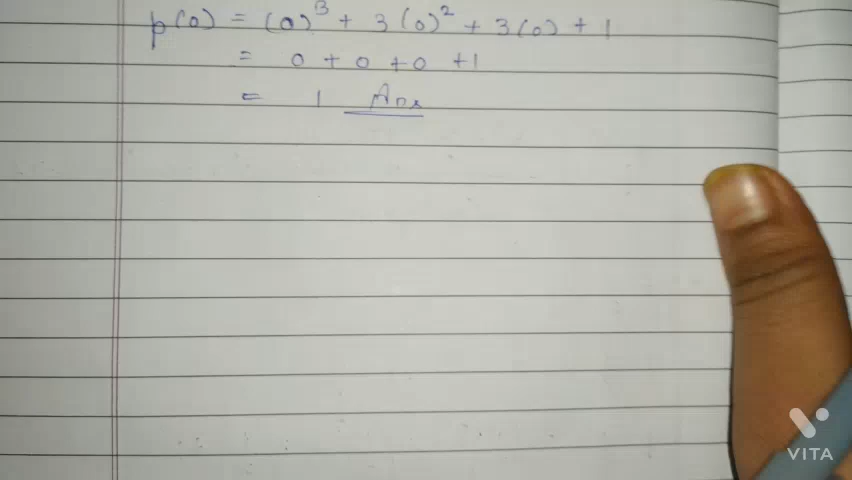 p(0) = (0)³ + 3(0)² + 3(0) + 1
= 0 + 0 + 0 + 1
= 1 Ans
VITA